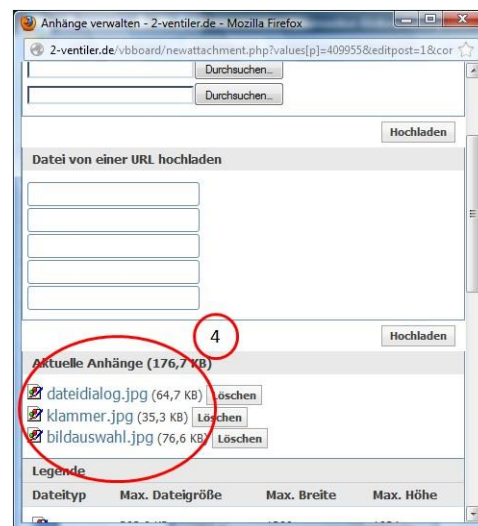 Anhänge verwalten - 2-ventiler.de - Mozilla Firefox
2-ventiler.de/vbboard/newattachment.php?values[p]=409955&editpost=1&cor
Durchsuchen...
Durchsuchen...
Hochladen
Datei von einer URL hochladen
4
Hochladen
Aktuelle Anhänge (176,7 KB)
dateidialog.jpg (64,7 KB) Löschen
klammer.jpg (35,3 KB) Löschen
bildauswahl.jpg (76,6 KB) Löschen
Legende
Dateityp Max. Dateigröße Max. Breite Max. Höhe